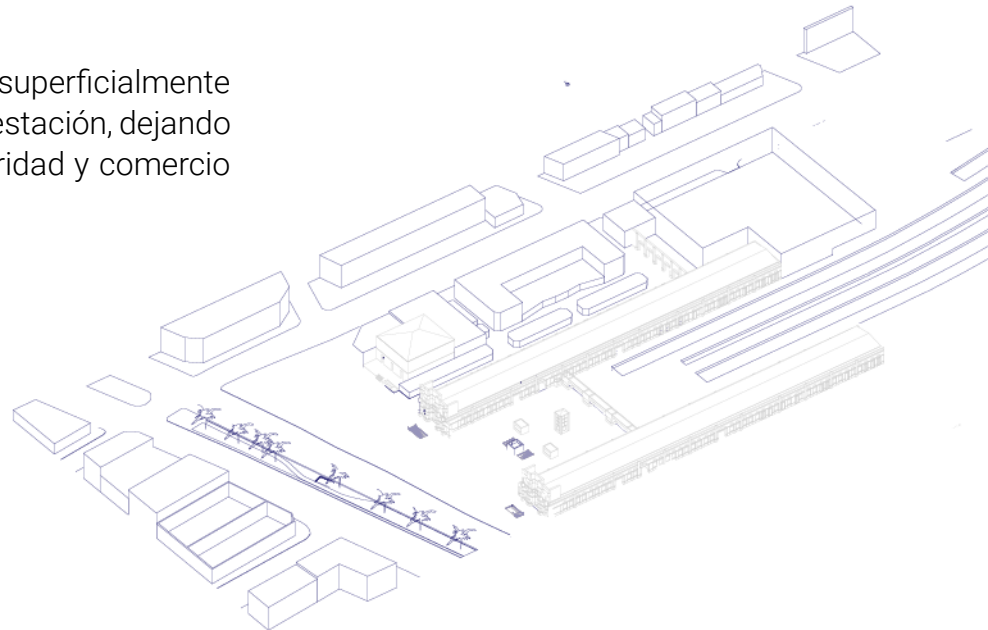 superficialmente
estación, dejando
ridad y comercio